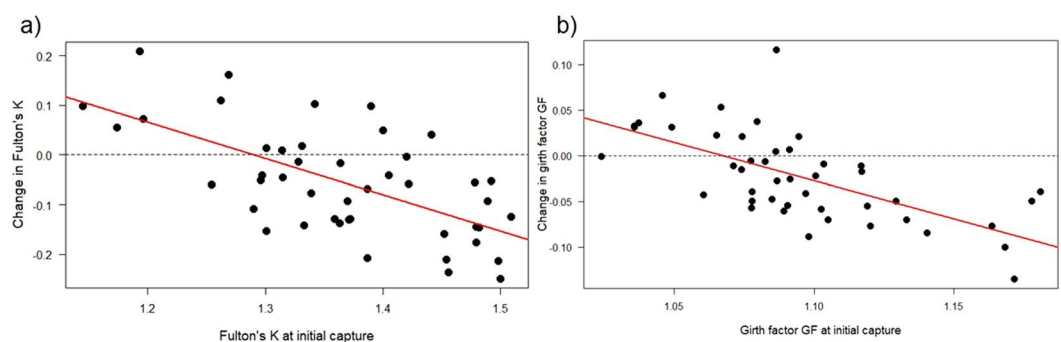 a)
Change in Fulton's K
0.2
0.1
0.0
-0.1
-0.2
1.2 1.3 1.4 1.5
Fulton's K at initial capture
b)
Change in girth factor GF
0.10
0.05
0.00
-0.05
-0.10
1.05 1.10 1.15
Girth factor GF at initial capture